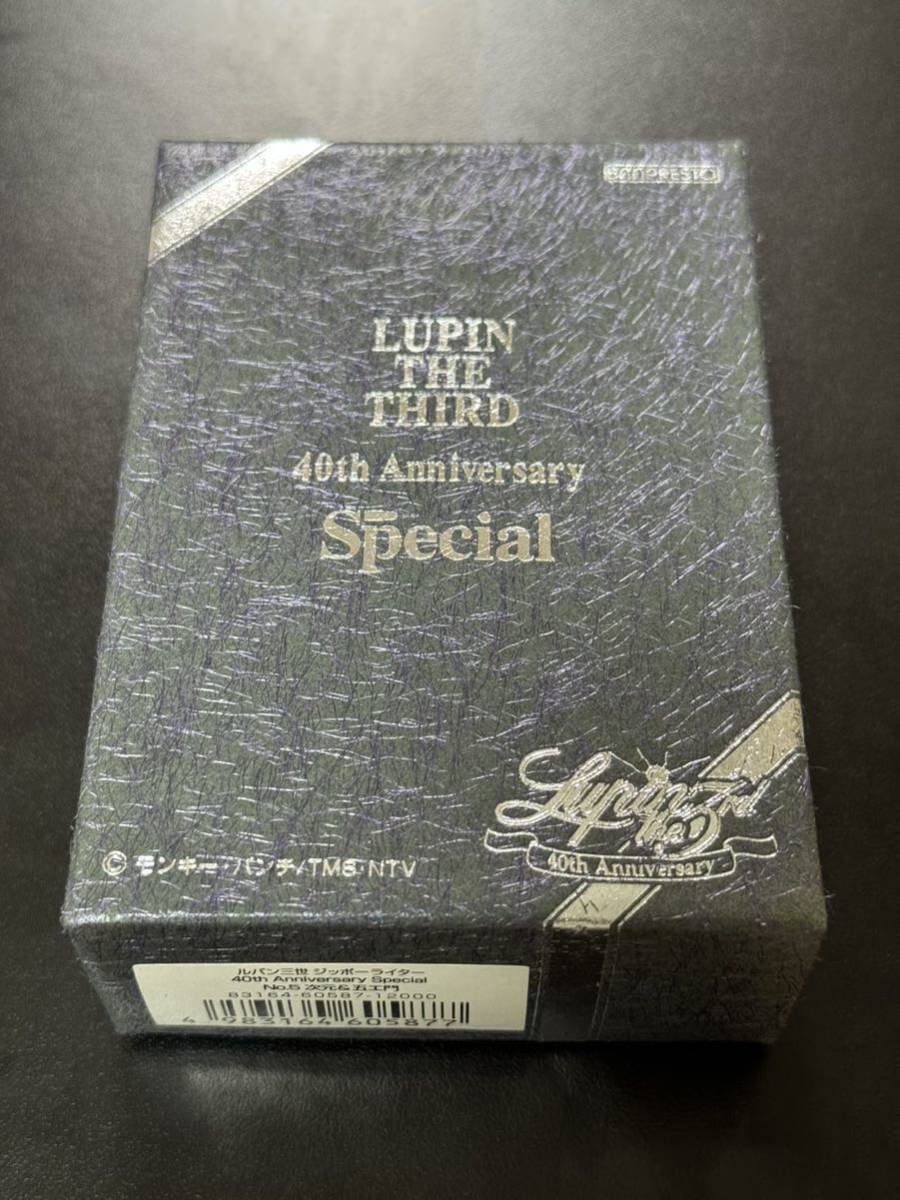 BANPRESTO
LUPIN
THE
THIRD
40th Anniversary
Special
Lupin the 3rd
40th Anniversary
© モンキー・パンチ/TMS・NTV
ルパン三世 ジッポーライター
40th Anniversary Special
No.5 次元&五エ門
83164-60587-12000
4 983164 605877